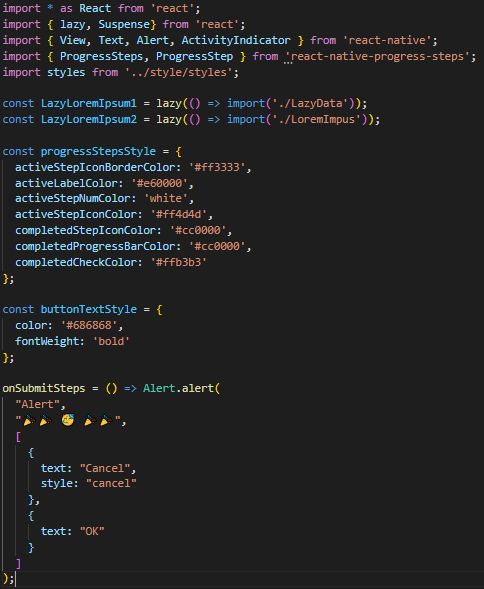 import * as React from 'react';
import { lazy, Suspense} from 'react';
import { View, Text, Alert, ActivityIndicator } from 'react-native';
import { ProgressSteps, ProgressStep } from 'react-native-progress-steps';
import styles from '../style/styles';

const LazyLoremIpsum1 = lazy(() => import('./LazyData'));
const LazyLoremIpsum2 = lazy(() => import('./LoremImpus'));

const progressStepsStyle = {
  activeStepIconBorderColor: '#ff3333',
  activeLabelColor: '#e60000',
  activeStepNumColor: 'white',
  activeStepIconColor: '#ff4d4d',
  completedStepIconColor: '#cc0000',
  completedProgressBarColor: '#cc0000',
  completedCheckColor: '#ffb3b3'
};

const buttonTextStyle = {
  color: '#686868',
  fontWeight: 'bold'
};

onSubmitSteps = () => Alert.alert(
  "Alert",
  "🎉🎉 🥳 🎉🎉",
  [
    {
      text: "Cancel",
      style: "cancel"
    },
    {
      text: "OK"
    }
  ]
);